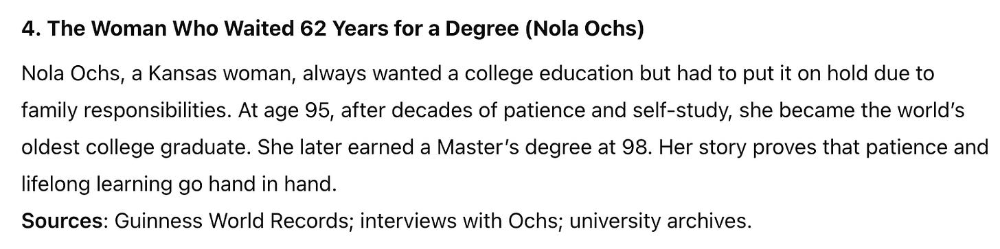 4. The Woman Who Waited 62 Years for a Degree (Nola Ochs)
Nola Ochs, a Kansas woman, always wanted a college education but had to put it on hold due to
family responsibilities. At age 95, after decades of patience and self-study, she became the world’s
oldest college graduate. She later earned a Master’s degree at 98. Her story proves that patience and
lifelong learning go hand in hand.
Sources: Guinness World Records; interviews with Ochs; university archives.